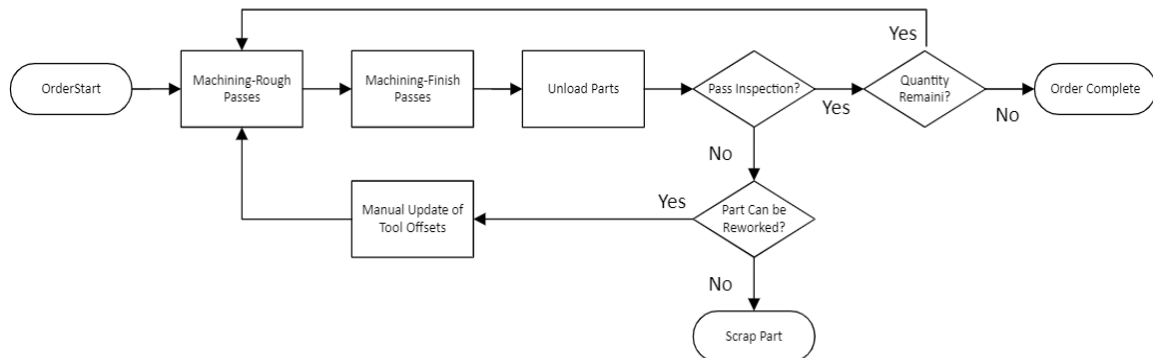 Yes
OrderStart
Machining-Rough
Passes
Machining-Finish
Passes
Unload Parts
Pass Inspection?
Yes
Quantity
Remaini?
No
Order Complete
No
Manual Update of
Tool Offsets
Yes
Part Can be
Reworked?
No
Scrap Part